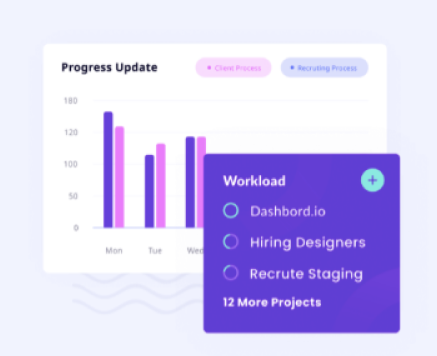 Progress Update
Client Process
Recruting Process
180
120
100
50
0
Mon
Tue
Wed
Workload
+
Dashbord.io
Hiring Designers
Recrute Staging
12 More Projects